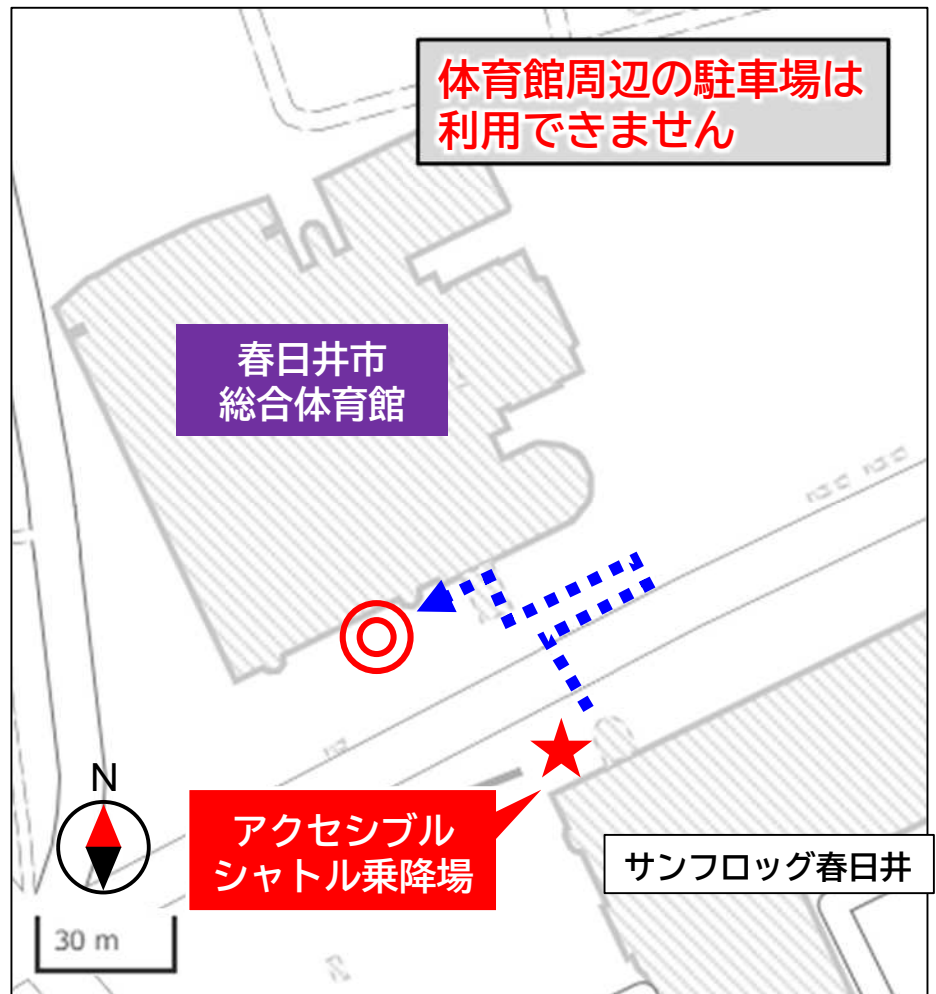 体育館周辺の駐車場は
利用できません
春日井市
総合体育館
N
アクセシブル
シャトル乗降場
サンフロッグ春日井
30 m